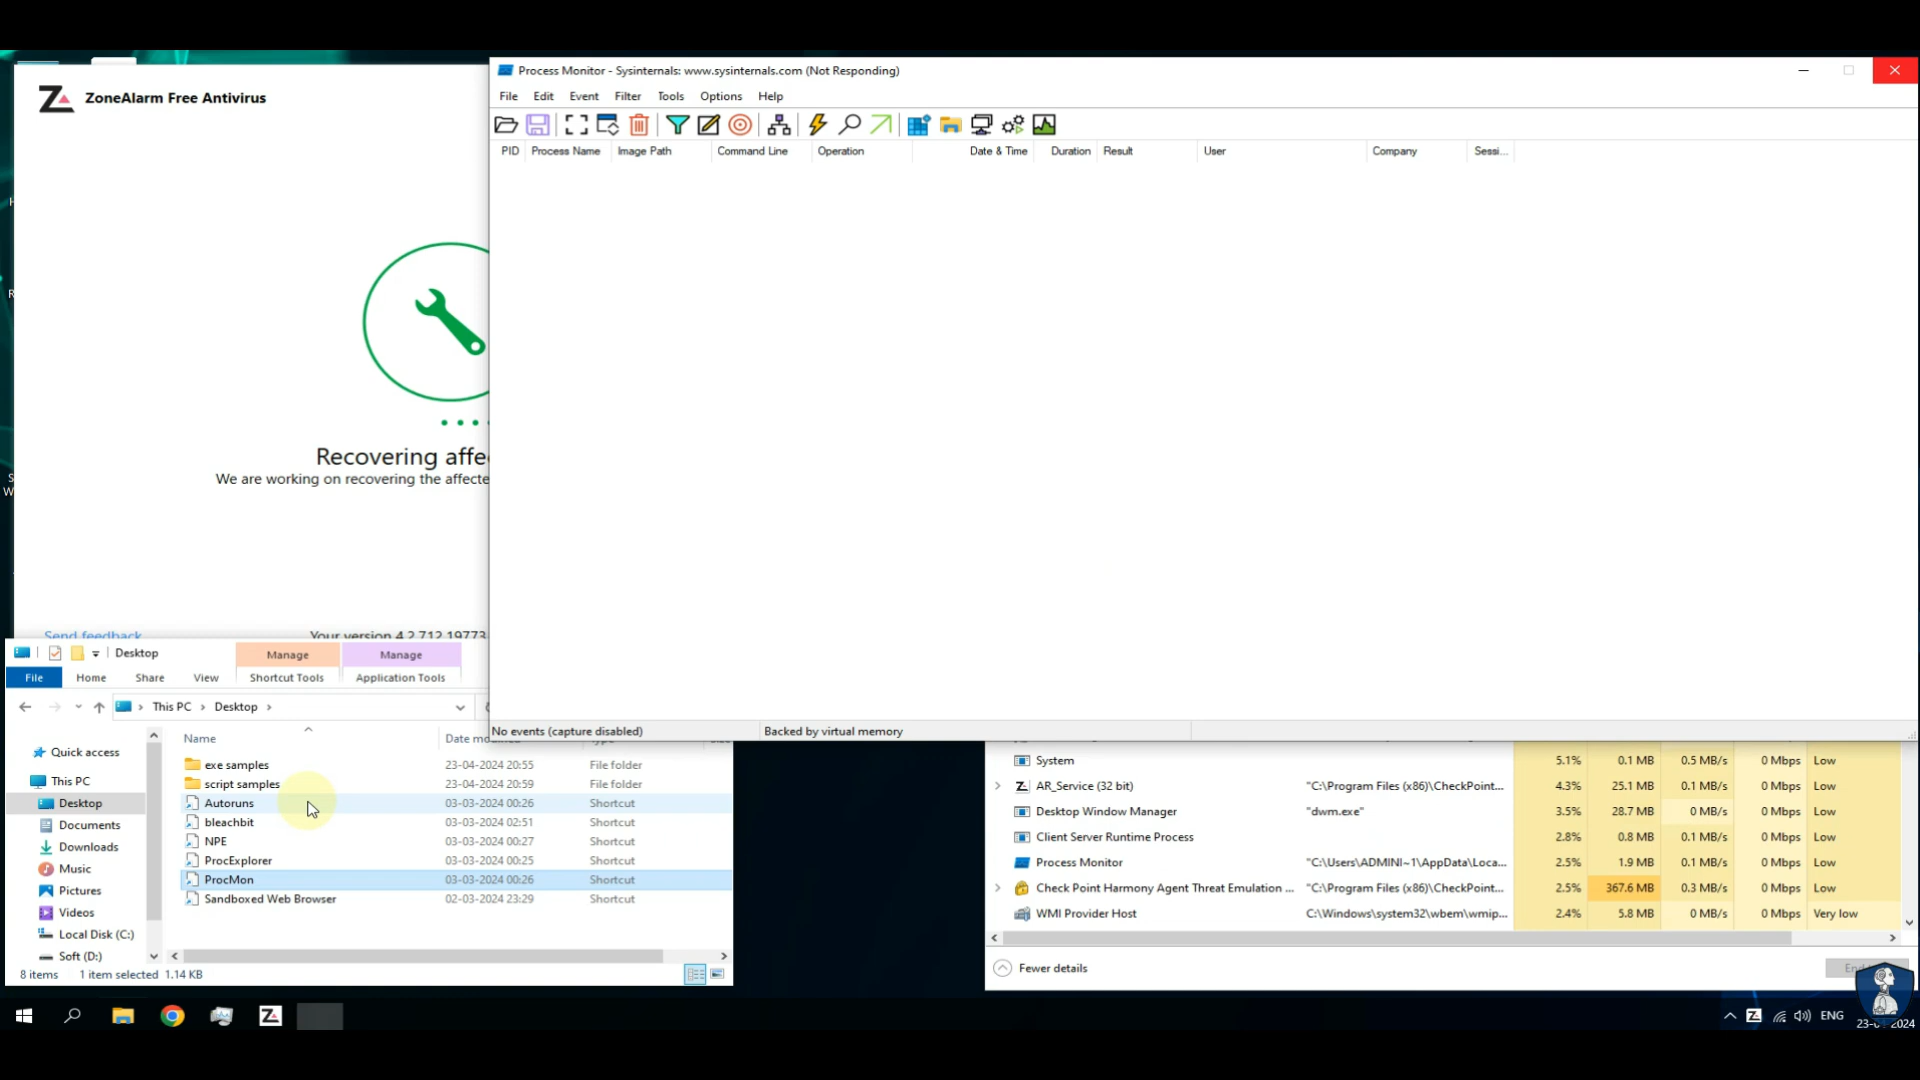 ZoneAlarm Free Antivirus
Recovering affe
We are working on recovering the affecte
Send feedback
Your version 4.2.712.19773
Process Monitor - Sysinternals: www.sysinternals.com (Not Responding)
File Edit Event Filter Tools Options Help
PID Process Name Image Path Command Line Operation Date & Time Duration Result User Company Sessi...
No events (capture disabled) Backed by virtual memory
Desktop Manage Manage
File Home Share View Shortcut Tools Application Tools
This PC > Desktop >
Name Date mo
Quick access
This PC
Desktop
Documents
Downloads
Music
Pictures
Videos
Local Disk (C:)
Soft (D:)
exe samples 23-04-2024 20:55 File folder
script samples 23-04-2024 20:59 File folder
Autoruns 03-03-2024 00:26 Shortcut
bleachbit 03-03-2024 02:51 Shortcut
NPE 03-03-2024 00:27 Shortcut
ProcExplorer 03-03-2024 00:25 Shortcut
ProcMon 03-03-2024 00:26 Shortcut
Sandboxed Web Browser 02-03-2024 23:29 Shortcut
8 items 1 item selected 1.14 KB
System 5.1% 0.1 MB 0.5 MB/s 0 Mbps Low
AR_Service (32 bit) "C:\Program Files (x86)\CheckPoint... 4.3% 25.1 MB 0.1 MB/s 0 Mbps Low
Desktop Window Manager "dwm.exe" 3.5% 28.7 MB 0 MB/s 0 Mbps Low
Client Server Runtime Process 2.8% 0.8 MB 0.1 MB/s 0 Mbps Low
Process Monitor "C:\Users\ADMINI~1\AppData\Loca... 2.5% 1.9 MB 0.1 MB/s 0 Mbps Low
Check Point Harmony Agent Threat Emulation ... "C:\Program Files (x86)\CheckPoint... 2.5% 367.6 MB 0.3 MB/s 0 Mbps Low
WMI Provider Host C:\Windows\system32\wbem\wmip... 2.4% 5.8 MB 0 MB/s 0 Mbps Very low
Fewer details
ENG